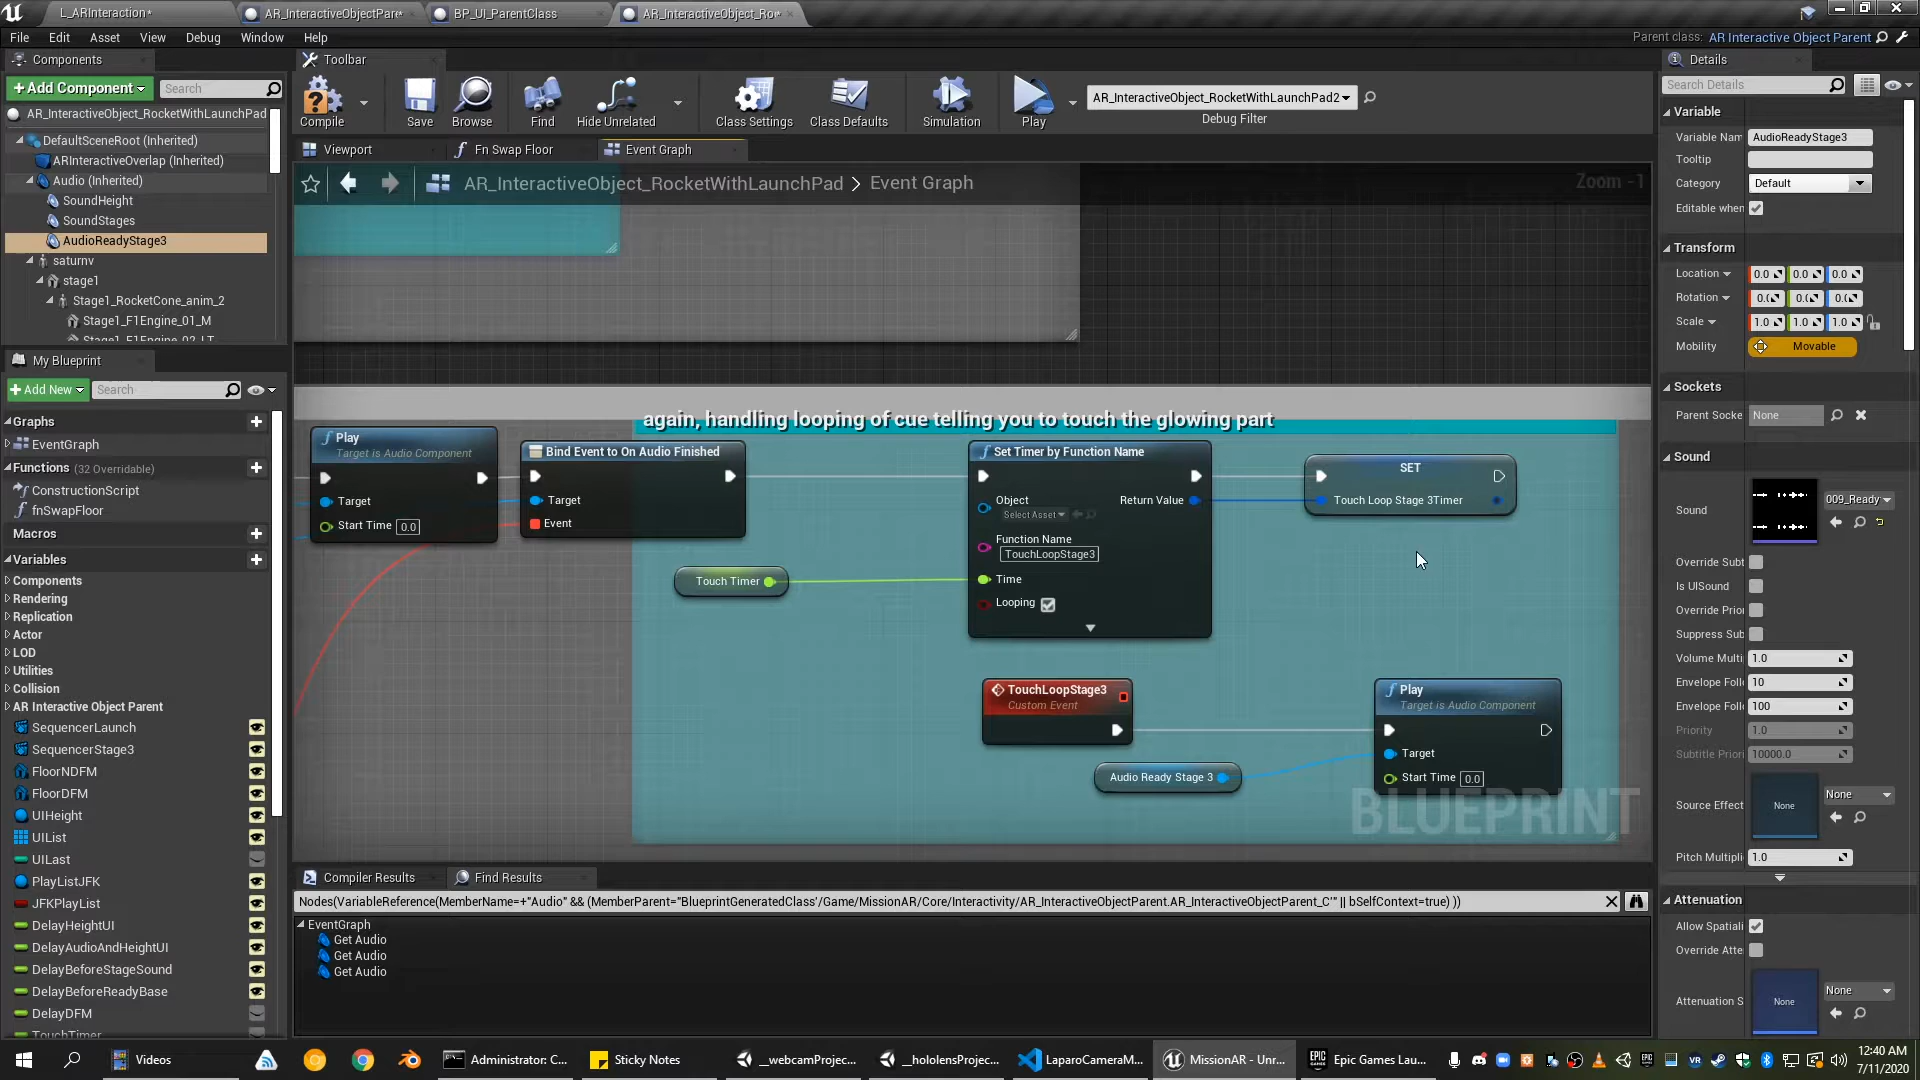 L_ARInteraction*
AR_InteractiveObjectPare*
BP_UI_ParentClass
AR_InteractiveObject_Ro*
File Edit Asset View Debug Window Help
Parent class: AR Interactive Object Parent
Components
+Add Component
Search
AR_InteractiveObject_RocketWithLaunchPad
DefaultSceneRoot (Inherited)
ARInteractiveOverlap (Inherited)
Audio (Inherited)
SoundHeight
SoundStages
AudioReadyStage3
saturnv
stage1
Stage1_RocketCone_anim_2
Stage1_F1Engine_01_M
Stage1_F1Engine_02_LT
My Blueprint
+Add New
Search
Graphs
EventGraph
Functions (32 Overridable)
ConstructionScript
fnSwapFloor
Macros
Variables
Components
Rendering
Replication
Actor
LOD
Utilities
Collision
AR Interactive Object Parent
SequencerLaunch
SequencerStage3
FloorNDFM
FloorDFM
UIHeight
UIList
UILast
PlayListJFK
JFKPlayList
DelayHeightUI
DelayAudioAndHeightUI
DelayBeforeStageSound
DelayBeforeReadyBase
DelayDFM
TouchTimer
Toolbar
Compile
Save
Browse
Find
Hide Unrelated
Class Settings
Class Defaults
Simulation
Play
AR_InteractiveObject_RocketWithLaunchPad2
Debug Filter
Viewport
Fn Swap Floor
Event Graph
AR_InteractiveObject_RocketWithLaunchPad > Event Graph
Zoom -1
again, handling looping of cue telling you to touch the glowing part
Play
Target is Audio Component
Target
Start Time 0.0
Bind Event to On Audio Finished
Target
Event
Touch Timer
Set Timer by Function Name
Object
Select Asset
Return Value
Function Name
TouchLoopStage3
Time
Looping
SET
Touch Loop Stage 3Timer
TouchLoopStage3
Custom Event
Audio Ready Stage 3
Play
Target is Audio Component
Target
Start Time 0.0
BLUEPRINT
Compiler Results
Find Results
Nodes(VariableReference(MemberName=+"Audio" && (MemberParent="BlueprintGeneratedClass'/Game/MissionAR/Core/Interactivity/AR_InteractiveObjectParent.AR_InteractiveObjectParent_C'" || bSelfContext=true) ))
EventGraph
Get Audio
Get Audio
Get Audio
Details
Search Details
Variable
Variable Nam AudioReadyStage3
Tooltip
Category Default
Editable when
Transform
Location 0.0 0.0 0.0
Rotation 0.0 0.0 0.0
Scale 1.0 1.0 1.0
Mobility Movable
Sockets
Parent Socke None
Sound
Sound 009_Ready
Override Subt
Is UISound
Override Prior
Suppress Sub
Volume Multi 1.0
Envelope Follo 10
Envelope Follo 100
Priority 1.0
Subtitle Priori 10000.0
Source Effect None None
Pitch Multipli 1.0
Attenuation
Allow Spatiali
Override Atte
Attenuation S None None
Videos
Administrator: C...
Sticky Notes
__webcamProjec...
__hololensProjec...
LaparoCameraM...
MissionAR - Unr...
Epic Games Lau...
12:40 AM
7/11/2020